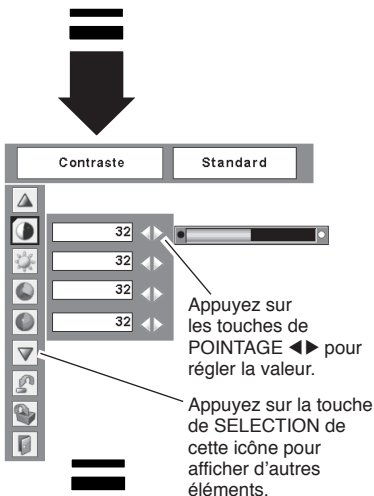 Contraste Standard
32
32
32
32
Appuyez sur
les touches de
POINTAGE ◀▶ pour
régler la valeur.
Appuyez sur la touche
de SELECTION de
cette icône pour
afficher d'autres
éléments.